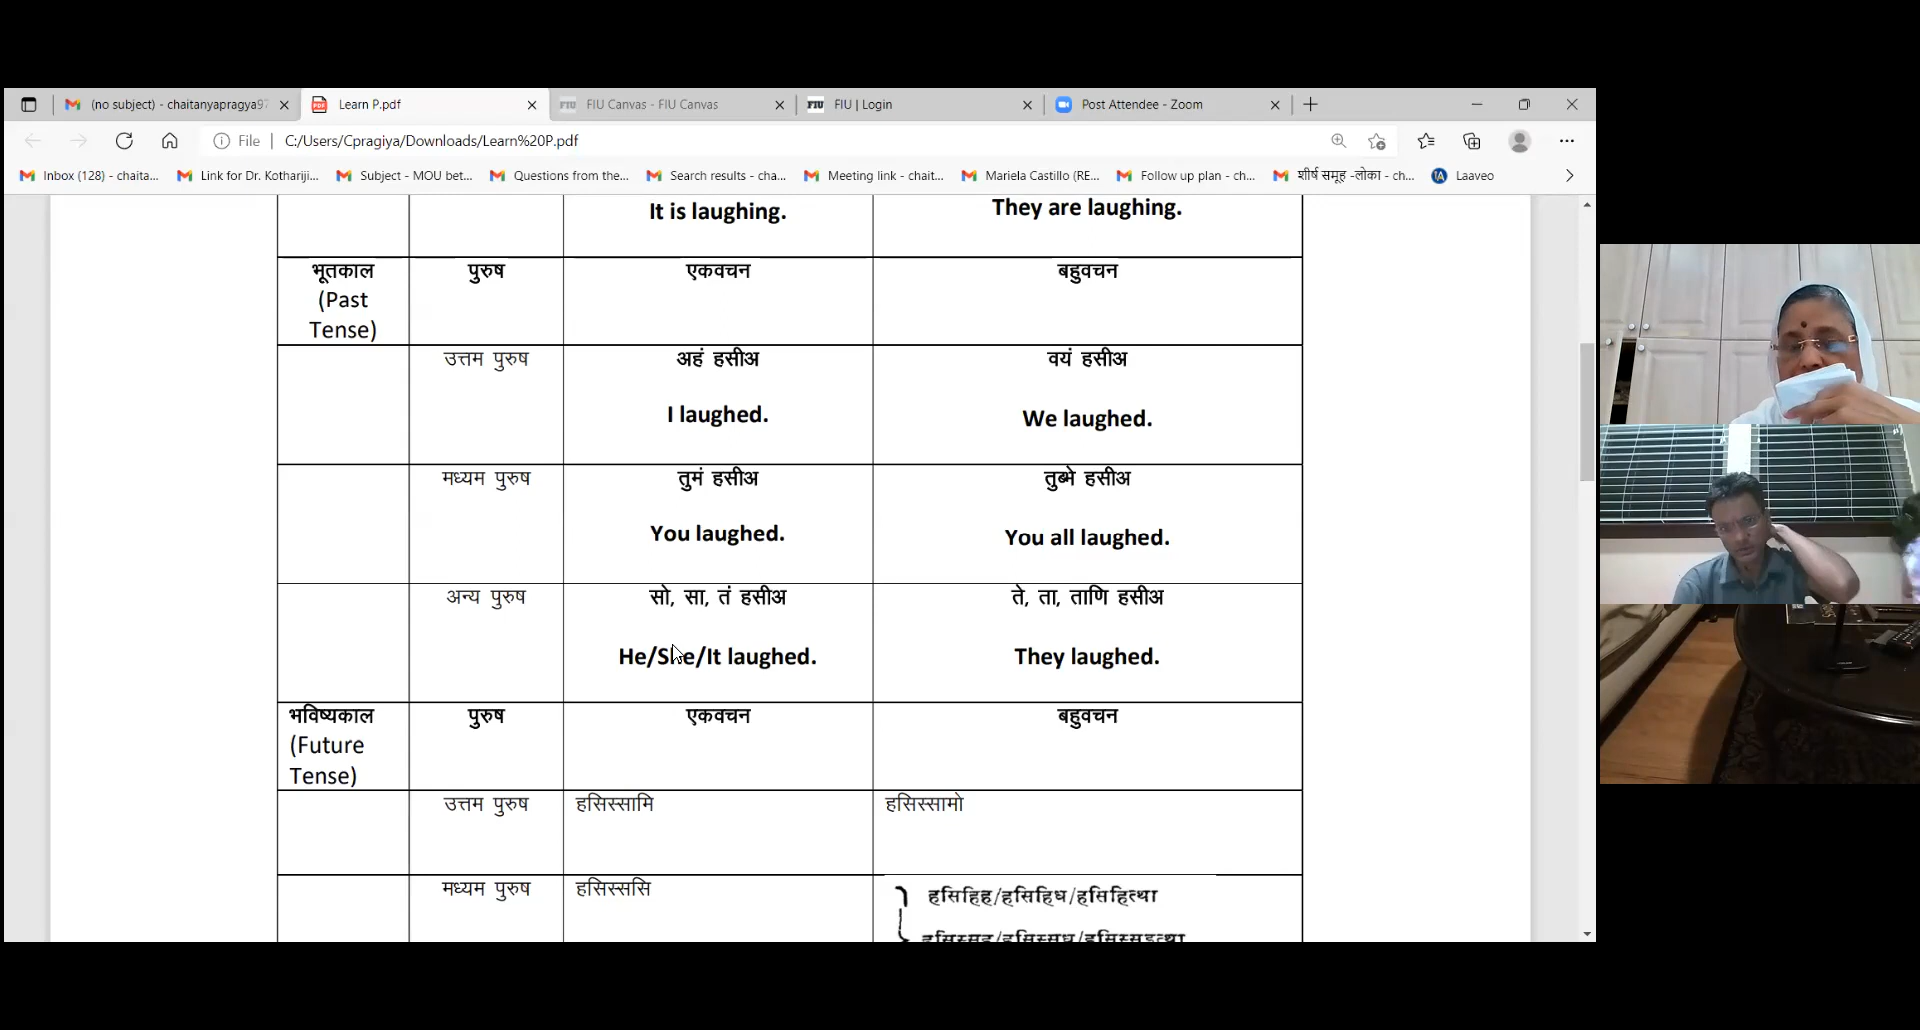 (no subject) - chaitanyapragya97
Learn P.pdf
FIU Canvas - FIU Canvas
FIU | Login
Post Attendee - Zoom
File | C:/Users/Cpragiya/Downloads/Learn%20P.pdf
Inbox (128) - chaita...
Link for Dr. Kothariji...
Subject - MOU bet...
Questions from the...
Search results - cha...
Meeting link - chait...
Mariela Castillo (RE...
Follow up plan - ch...
शीर्ष समूह -लोका - ch...
Laaveo
It is laughing. They are laughing.
भूतकाल पुरुष एकवचन बहुवचन
(Past
Tense)
उत्तम पुरुष अहं हसीअ वयं हसीअ
I laughed. We laughed.
मध्यम पुरुष तुमं हसीअ तुब्भे हसीअ
You laughed. You all laughed.
अन्य पुरुष सो, सा, तं हसीअ ते, ता, ताणि हसीअ
He/She/It laughed. They laughed.
भविष्यकाल पुरुष एकवचन बहुवचन
(Future
Tense)
उत्तम पुरुष हसिस्सामि हसिस्सामो
मध्यम पुरुष हसिस्ससि हसिहिह/हसिहिध/हसिहित्था